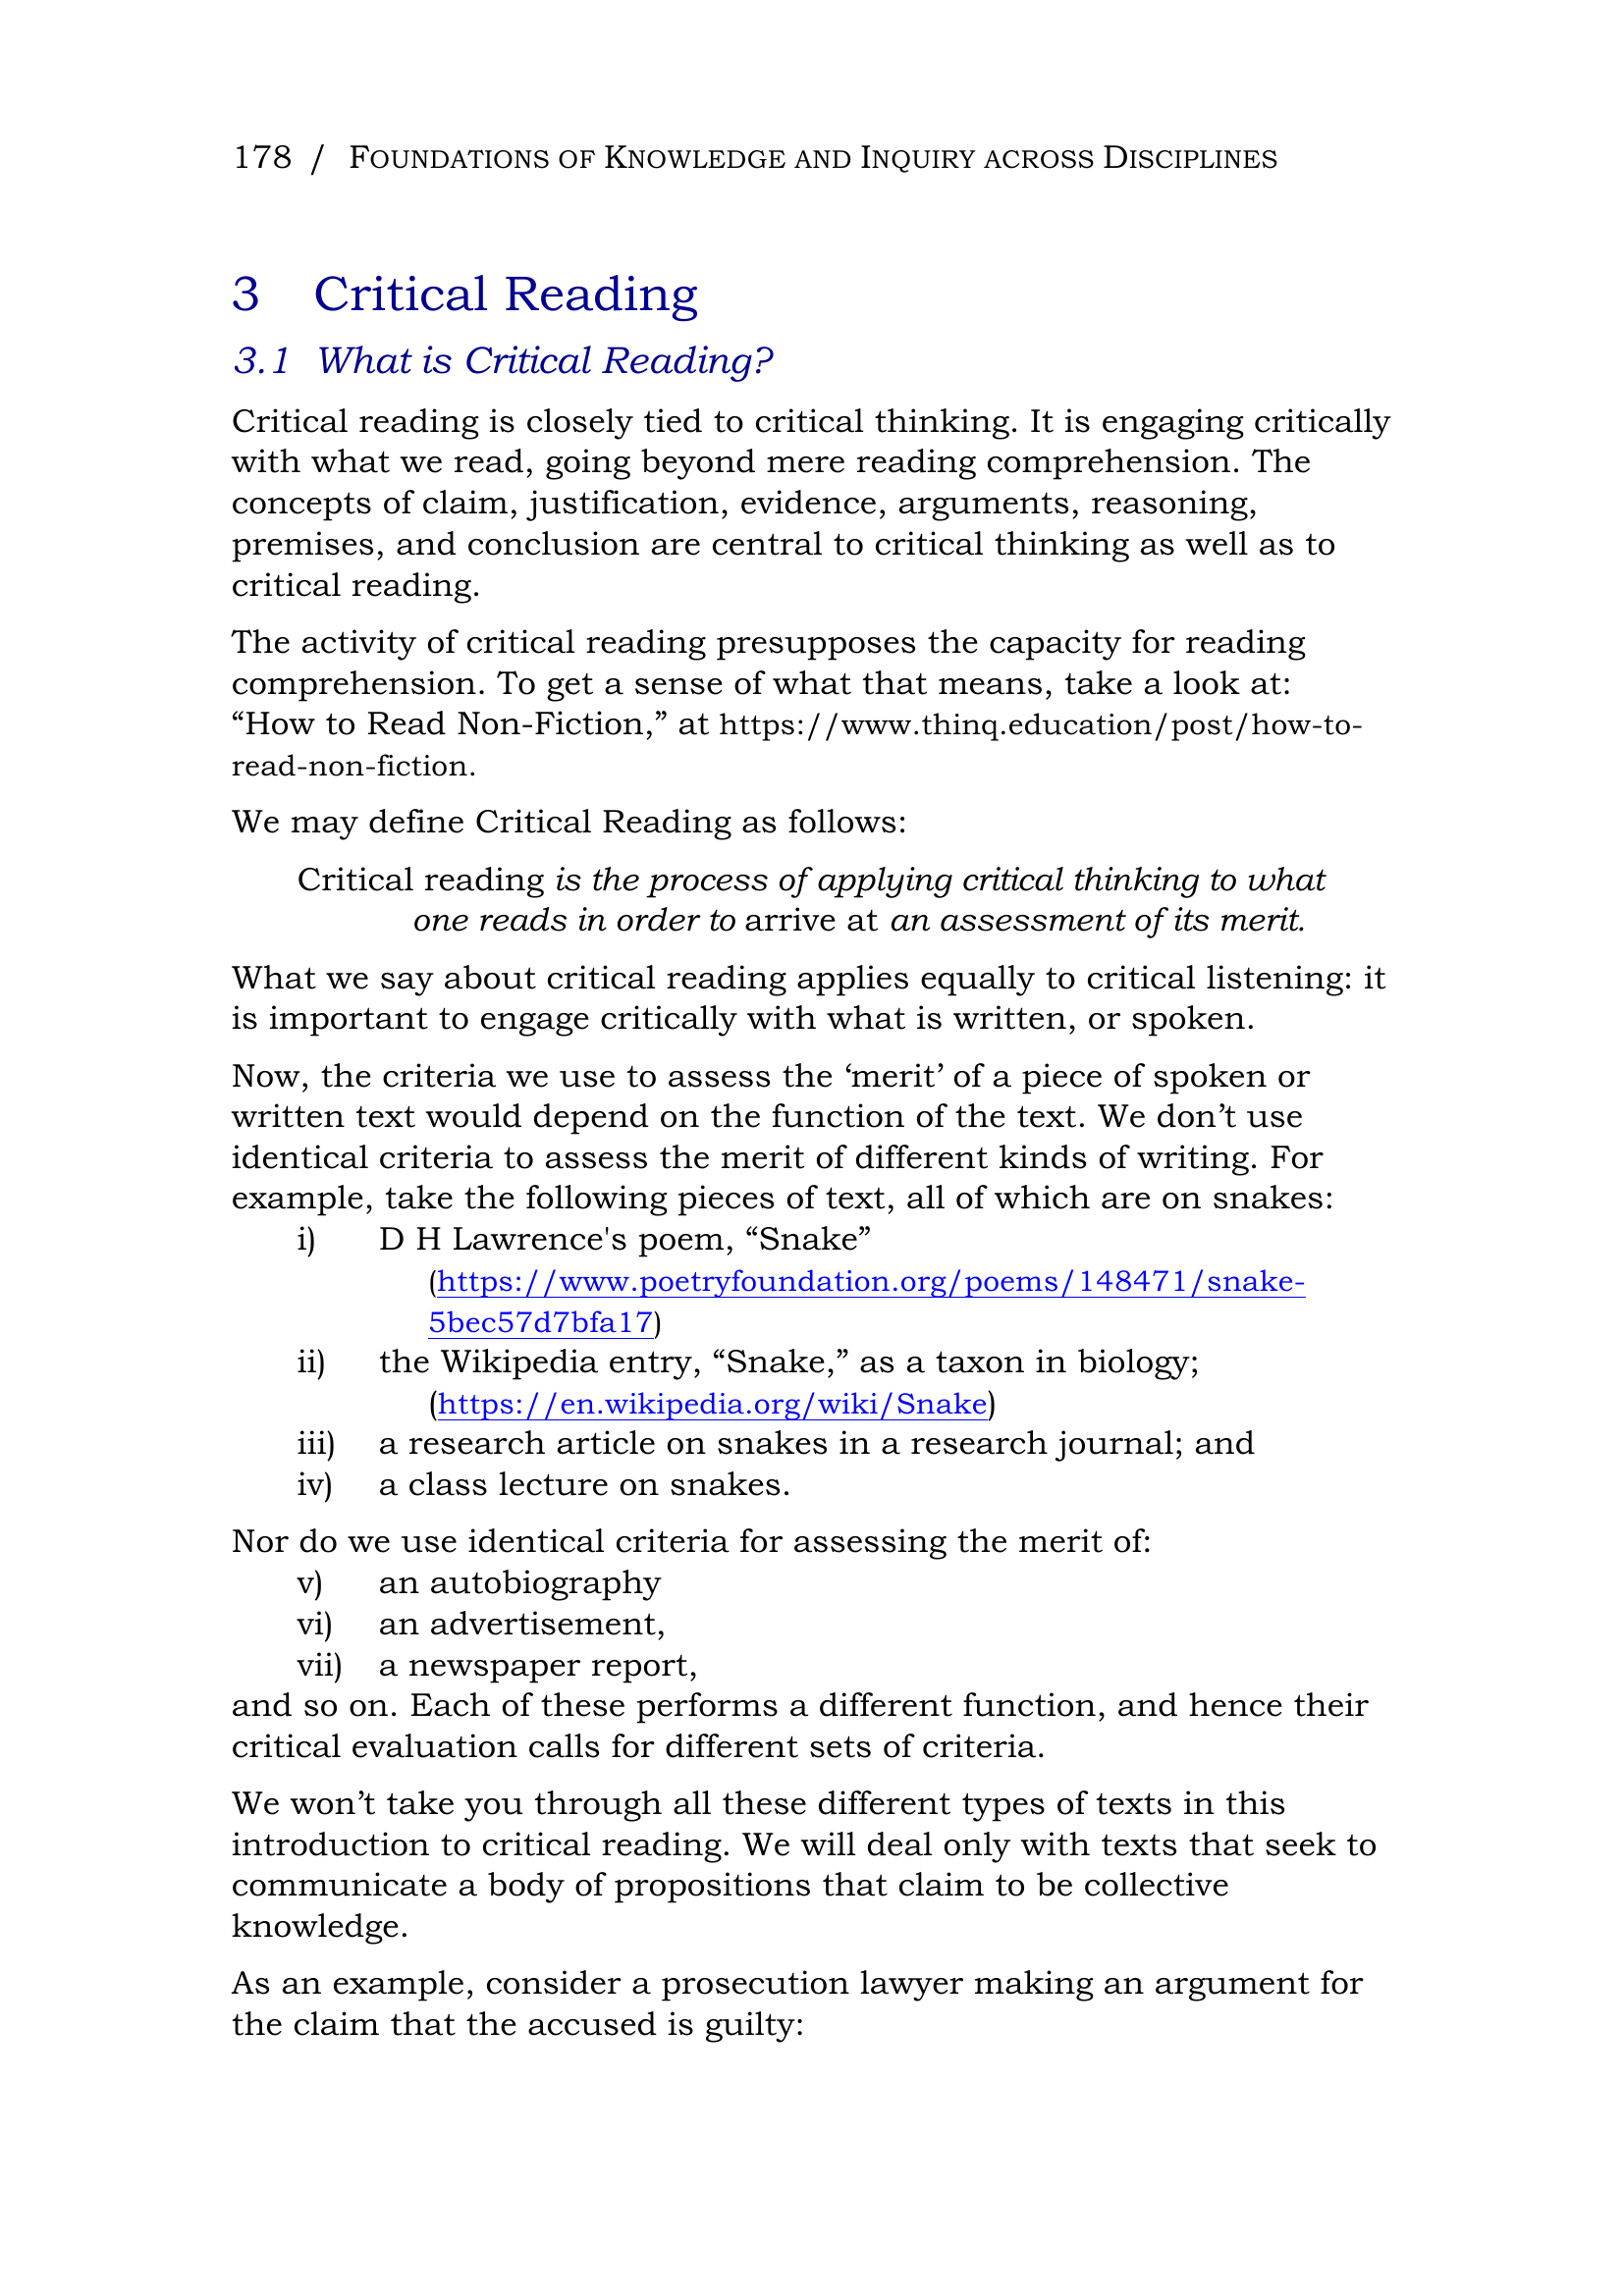 178 / FOUNDATIONS OF KNOWLEDGE AND INQUIRY ACROSS DISCIPLINES
3 Critical Reading
3.1 What is Critical Reading?
Critical reading is closely tied to critical thinking. It is engaging critically
with what we read, going beyond mere reading comprehension. The
concepts of claim, justification, evidence, arguments, reasoning,
premises, and conclusion are central to critical thinking as well as to
critical reading.
The activity of critical reading presupposes the capacity for reading
comprehension. To get a sense of what that means, take a look at:
“How to Read Non-Fiction,” at https://www.thinq.education/post/how-to-
read-non-fiction.
We may define Critical Reading as follows:
Critical reading is the process of applying critical thinking to what
one reads in order to arrive at an assessment of its merit.
What we say about critical reading applies equally to critical listening: it
is important to engage critically with what is written, or spoken.
Now, the criteria we use to assess the ‘merit’ of a piece of spoken or
written text would depend on the function of the text. We don’t use
identical criteria to assess the merit of different kinds of writing. For
example, take the following pieces of text, all of which are on snakes:
i) D H Lawrence's poem, “Snake”
(https://www.poetryfoundation.org/poems/148471/snake-
5bec57d7bfa17)
ii) the Wikipedia entry, “Snake,” as a taxon in biology;
(https://en.wikipedia.org/wiki/Snake)
iii) a research article on snakes in a research journal; and
iv) a class lecture on snakes.
Nor do we use identical criteria for assessing the merit of:
v) an autobiography
vi) an advertisement,
vii) a newspaper report,
and so on. Each of these performs a different function, and hence their
critical evaluation calls for different sets of criteria.
We won’t take you through all these different types of texts in this
introduction to critical reading. We will deal only with texts that seek to
communicate a body of propositions that claim to be collective
knowledge.
As an example, consider a prosecution lawyer making an argument for
the claim that the accused is guilty: